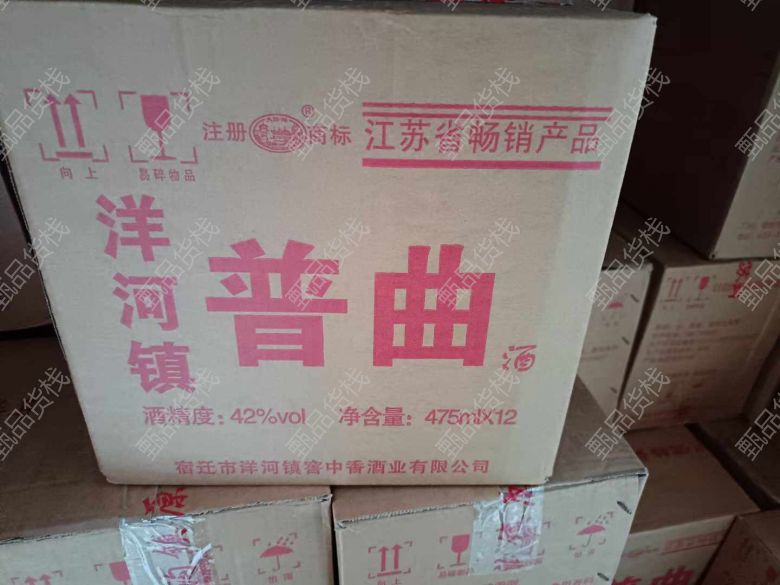 注册
®
商标
江苏省畅销产品
向上
易碎物品
洋河镇
普曲
酒
酒精度：42%vol 净含量：475mlX12
宿迁市洋河镇窖中香酒业有限公司
甄品货栈